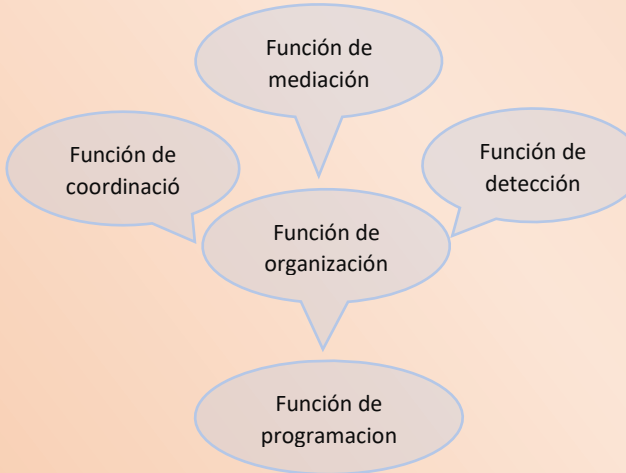 Función de
mediación
Función de
coordinació
Función de
detección
Función de
organización
Función de
programacion